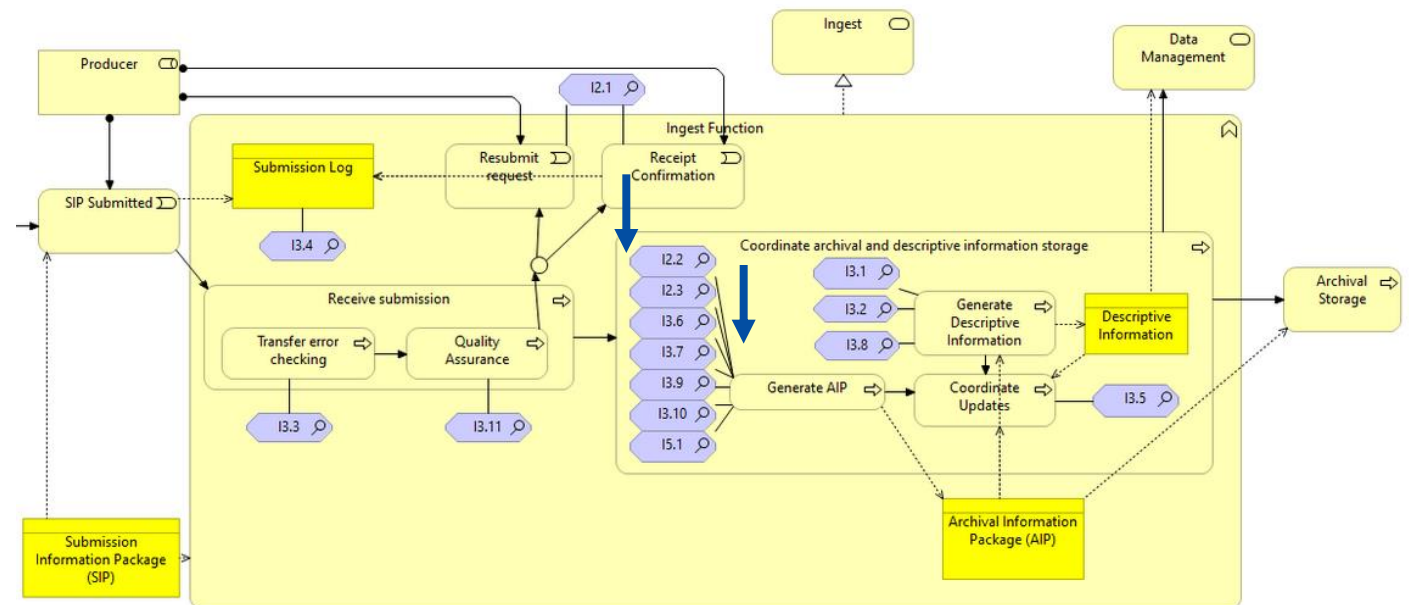 Ingest
Data
Management
Producer
I2.1
Ingest Function
Submission Log
Resubmit
request
Receipt
Confirmation
SIP Submitted
I3.4
Coordinate archival and descriptive information storage
I2.2
I2.3
I3.6
I3.7
I3.9
I3.10
I5.1
I3.1
I3.2
I3.8
Generate
Descriptive
Information
Descriptive
Information
Archival
Storage
Receive submission
Transfer error
checking
Quality
Assurance
Generate AIP
Coordinate
Updates
I3.5
I3.3
I3.11
Submission
Information Package
(SIP)
Archival Information
Package (AIP)